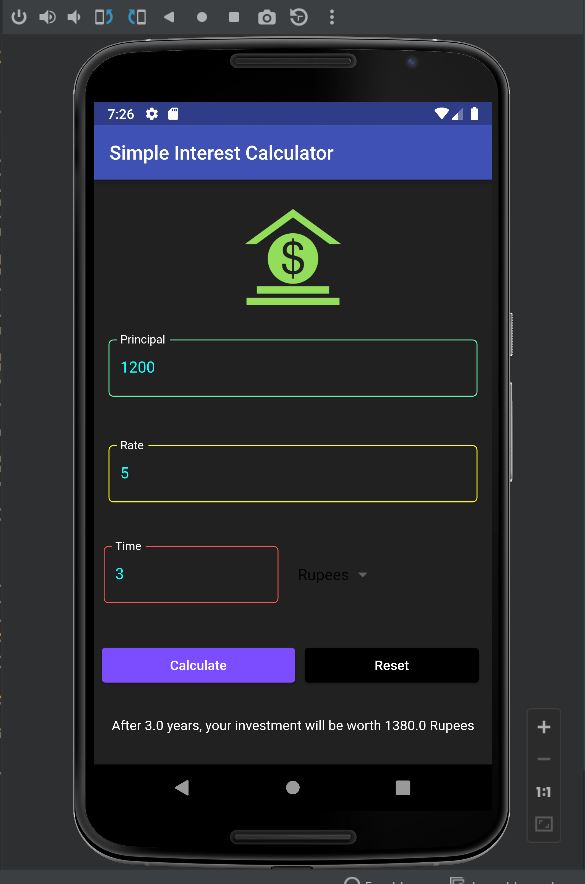 7:26
Simple Interest Calculator
$
Principal
1200
Rate
5
Time
3
Rupees
Calculate
Reset
After 3.0 years, your investment will be worth 1380.0 Rupees
1:1